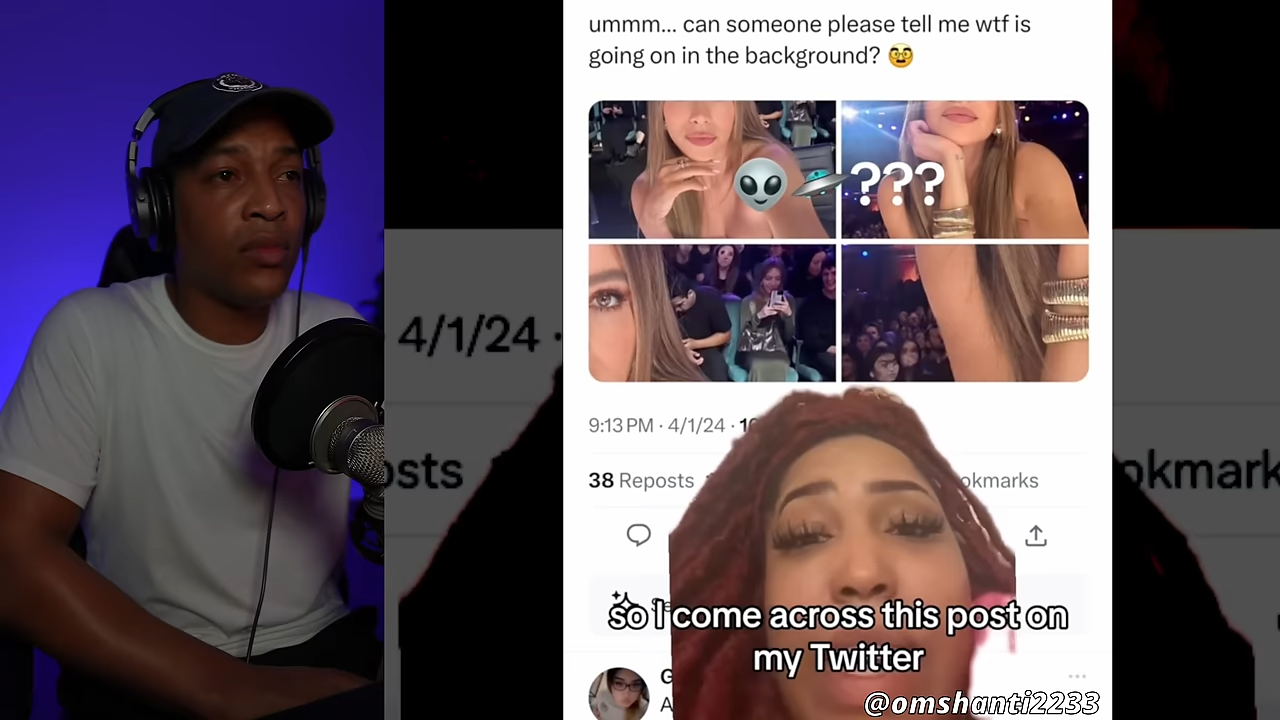 ummm... can someone please tell me wtf is
going on in the background? 🥸
👽🛸???
4/1/24 ·
9:13 PM · 4/1/24 ·
osts
38 Reposts
okmarks
okmark
so I come across this post on
my Twitter
G
A
@omshanti2233